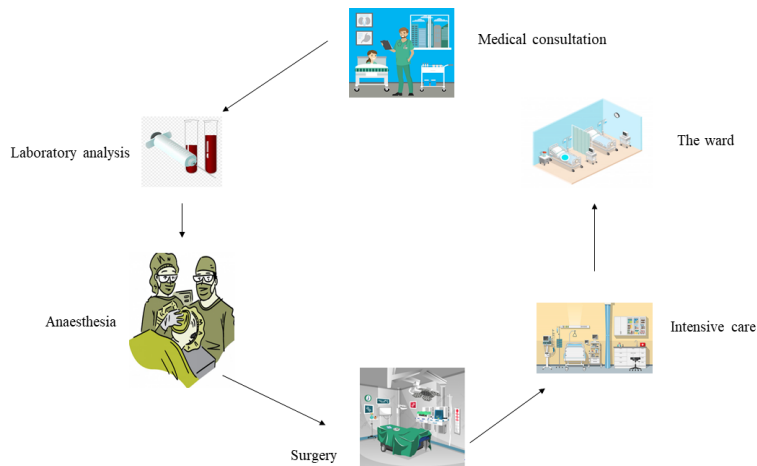 Medical consultation
Laboratory analysis
Anaesthesia
Surgery
Intensive care
The ward